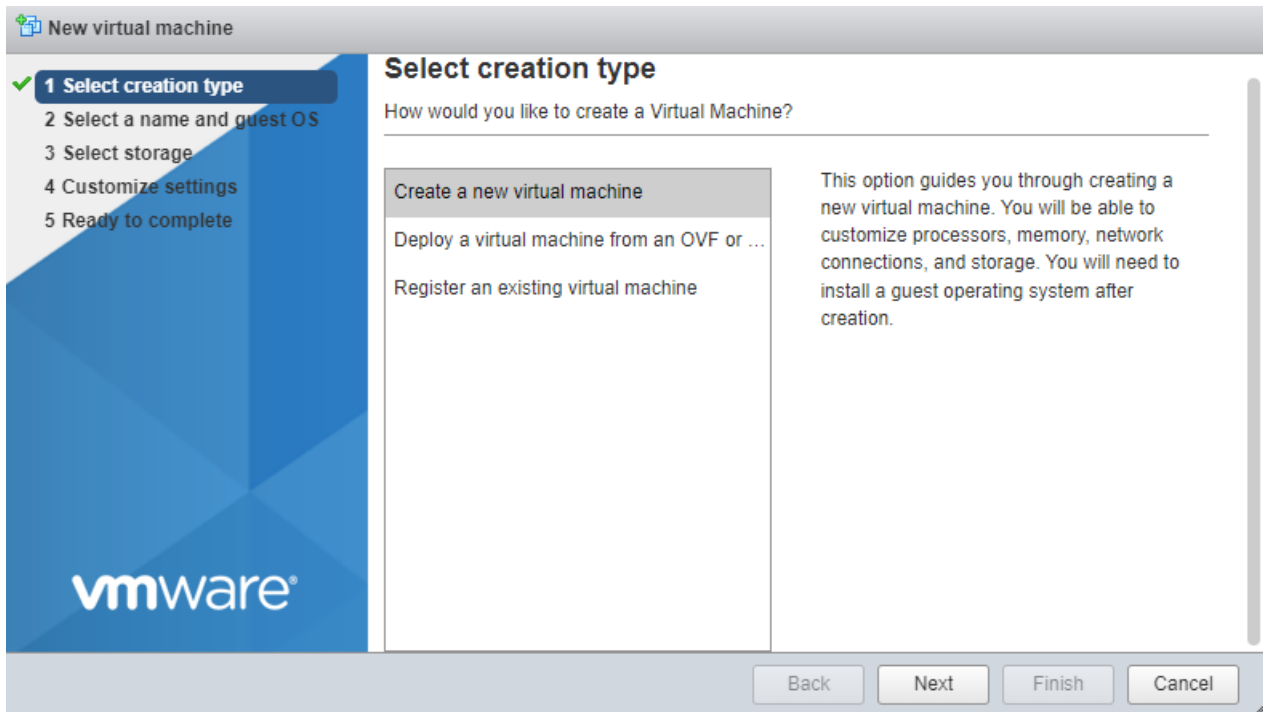 New virtual machine
1 Select creation type
2 Select a name and guest OS
3 Select storage
4 Customize settings
5 Ready to complete
vmware®
Select creation type
How would you like to create a Virtual Machine?
Create a new virtual machine
Deploy a virtual machine from an OVF or ...
Register an existing virtual machine
This option guides you through creating a
new virtual machine. You will be able to
customize processors, memory, network
connections, and storage. You will need to
install a guest operating system after
creation.
Back
Next
Finish
Cancel